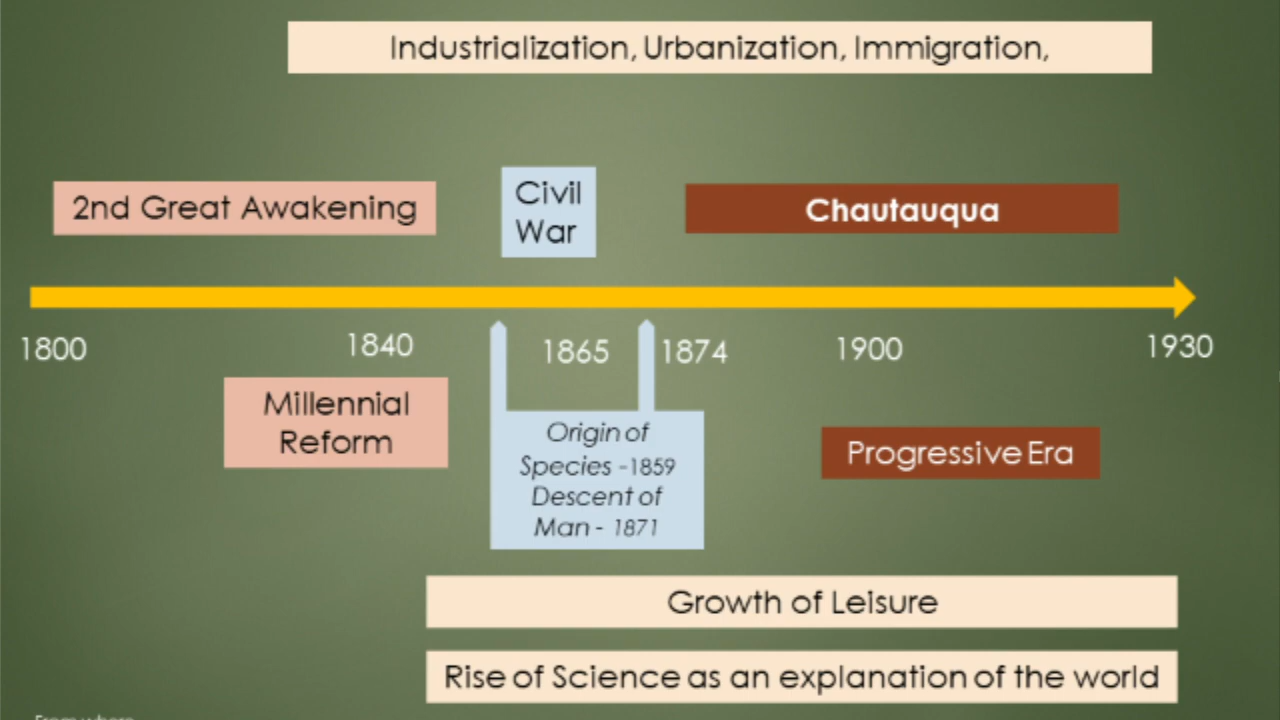 Industrialization, Urbanization, Immigration,
2nd Great Awakening
Civil
War
Chautauqua
1800
1840
1865
1874
1900
1930
Millennial
Reform
Origin of
Species -1859
Descent of
Man - 1871
Progressive Era
Growth of Leisure
Rise of Science as an explanation of the world